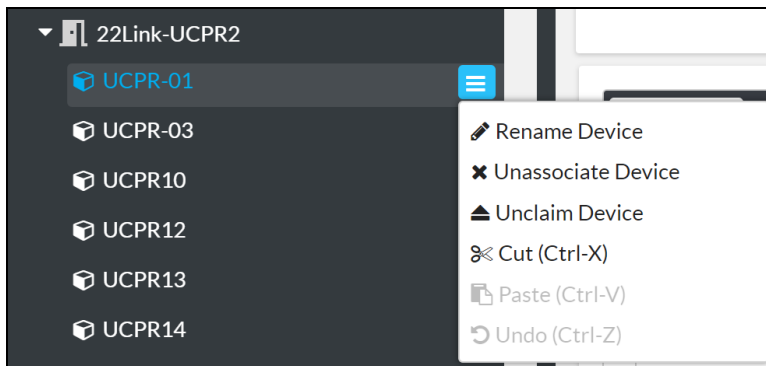 22Link-UCPR2
UCPR-01
UCPR-03
UCPR10
UCPR12
UCPR13
UCPR14
Rename Device
Unassociate Device
Unclaim Device
Cut (Ctrl-X)
Paste (Ctrl-V)
Undo (Ctrl-Z)